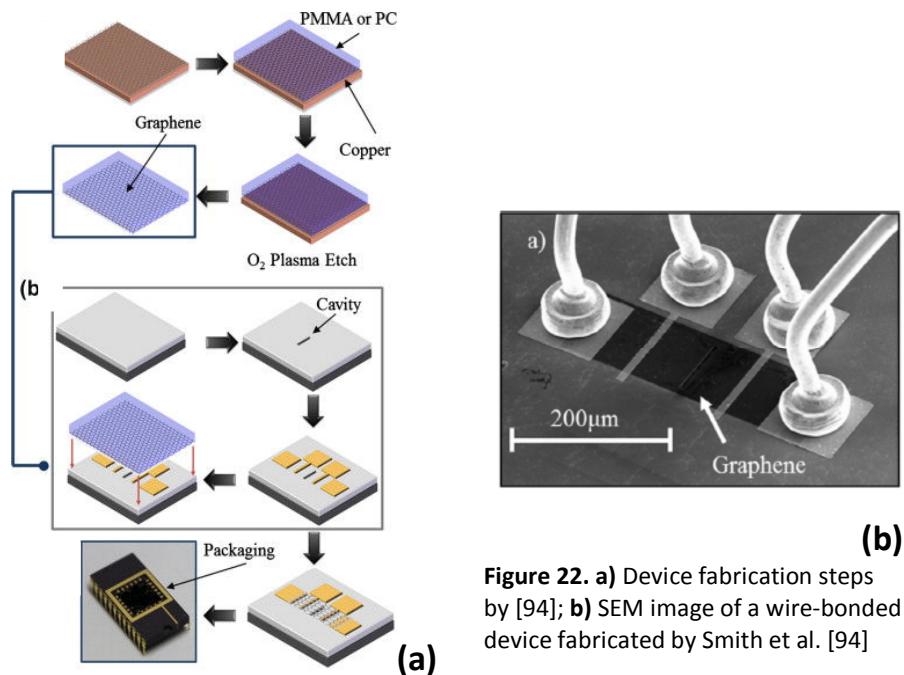 PMMA or PC
Graphene
Copper
O₂ Plasma Etch
(b
Cavity
Packaging
(a)
a)
200µm
Graphene
(b)
Figure 22. a) Device fabrication steps
by [94]; b) SEM image of a wire-bonded
device fabricated by Smith et al. [94]